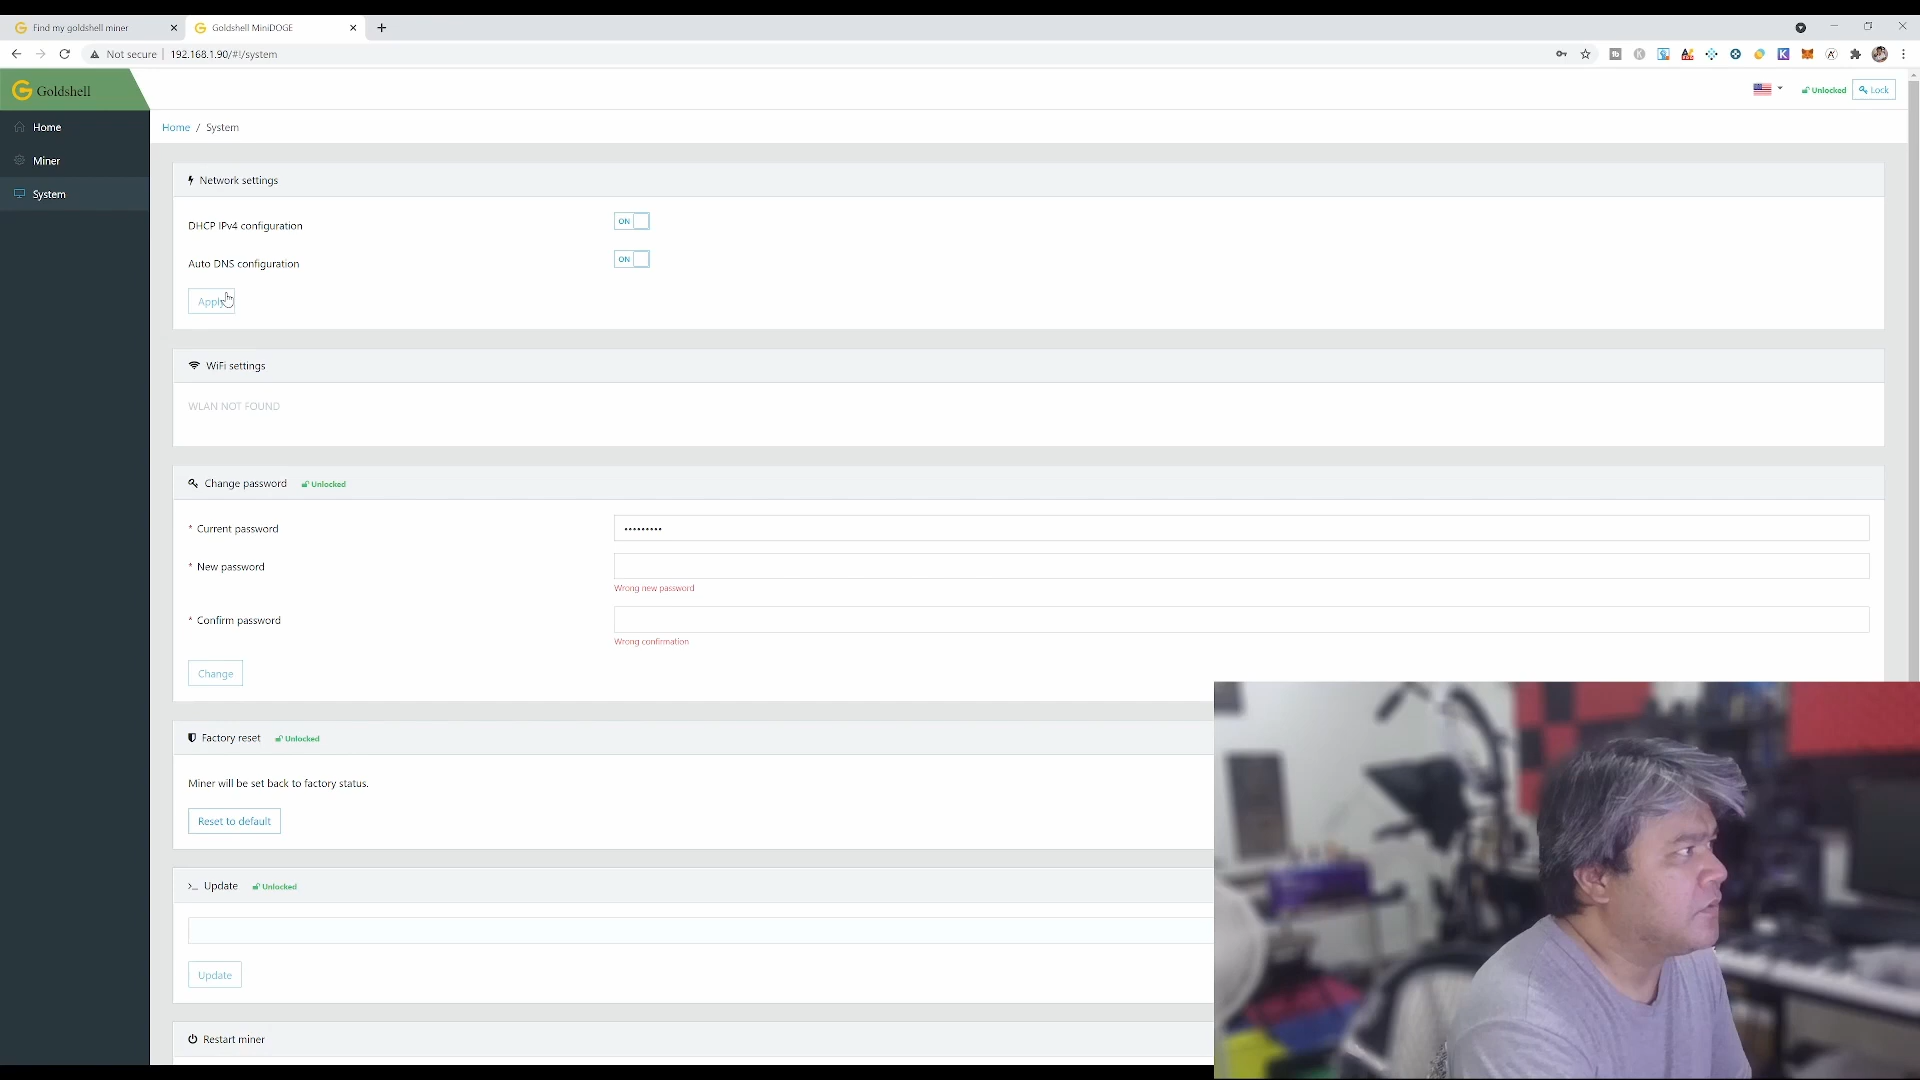 Find my goldshell miner
Goldshell MiniDOGE
Not secure
192.168.1.90/#!/system
Goldshell
Unlocked
Lock
Home
Miner
System
Home / System
Network settings
DHCP IPv4 configuration
ON
Auto DNS configuration
ON
Apply
WiFi settings
WLAN NOT FOUND
Change password
Unlocked
* Current password
•••••••••
* New password
Wrong new password
* Confirm password
Wrong confirmation
Change
Factory reset
Unlocked
Miner will be set back to factory status.
Reset to default
>_ Update
Unlocked
Update
Restart miner